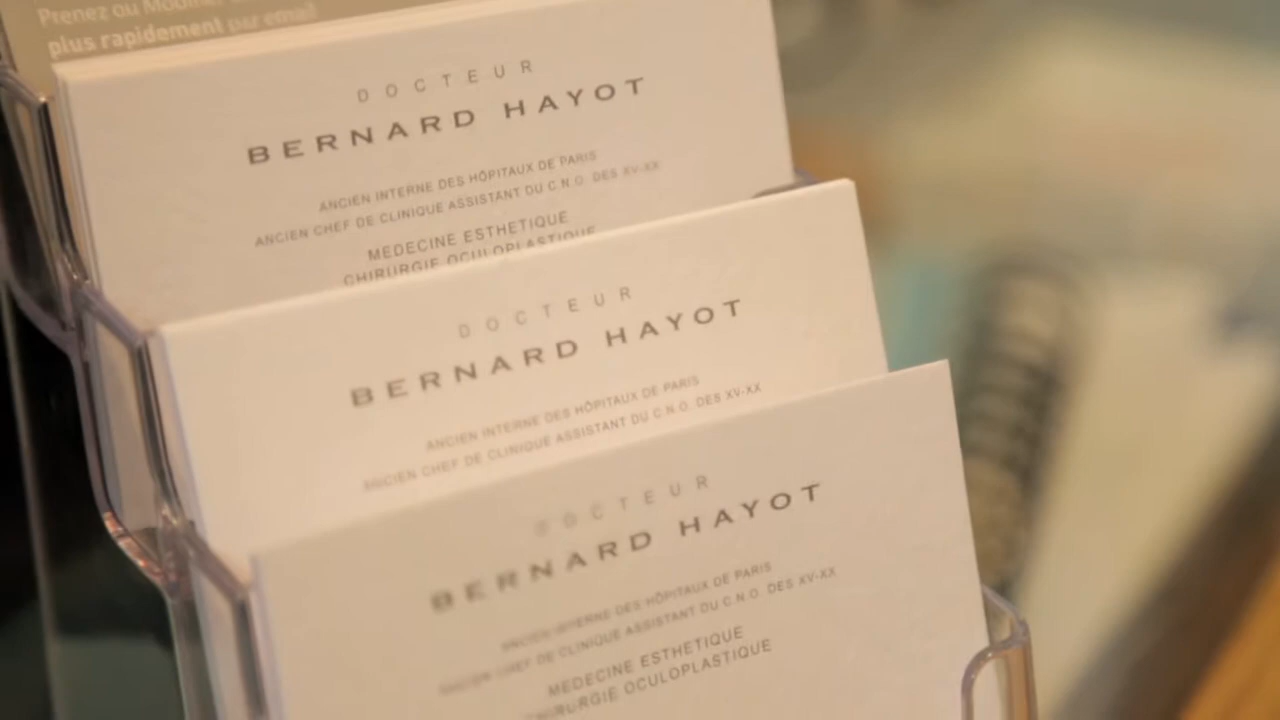 Prenez ou Modifiez
plus rapidement par email
DOCTEUR
BERNARD HAYOT
ANCIEN INTERNE DES HÔPITAUX DE PARIS
ANCIEN CHEF DE CLINIQUE ASSISTANT DU C.N.O. DES XV-XX
MEDECINE ESTHETIQUE
CHIRURGIE OCULOPLASTIQUE
DOCTEUR
BERNARD HAYOT
ANCIEN INTERNE DES HÔPITAUX DE PARIS
ANCIEN CHEF DE CLINIQUE ASSISTANT DU C.N.O. DES XV-XX
DOCTEUR
BERNARD HAYOT
ANCIEN INTERNE DES HÔPITAUX DE PARIS
ANCIEN CHEF DE CLINIQUE ASSISTANT DU C.N.O. DES XV-XX
MEDECINE ESTHETIQUE
CHIRURGIE OCULOPLASTIQUE